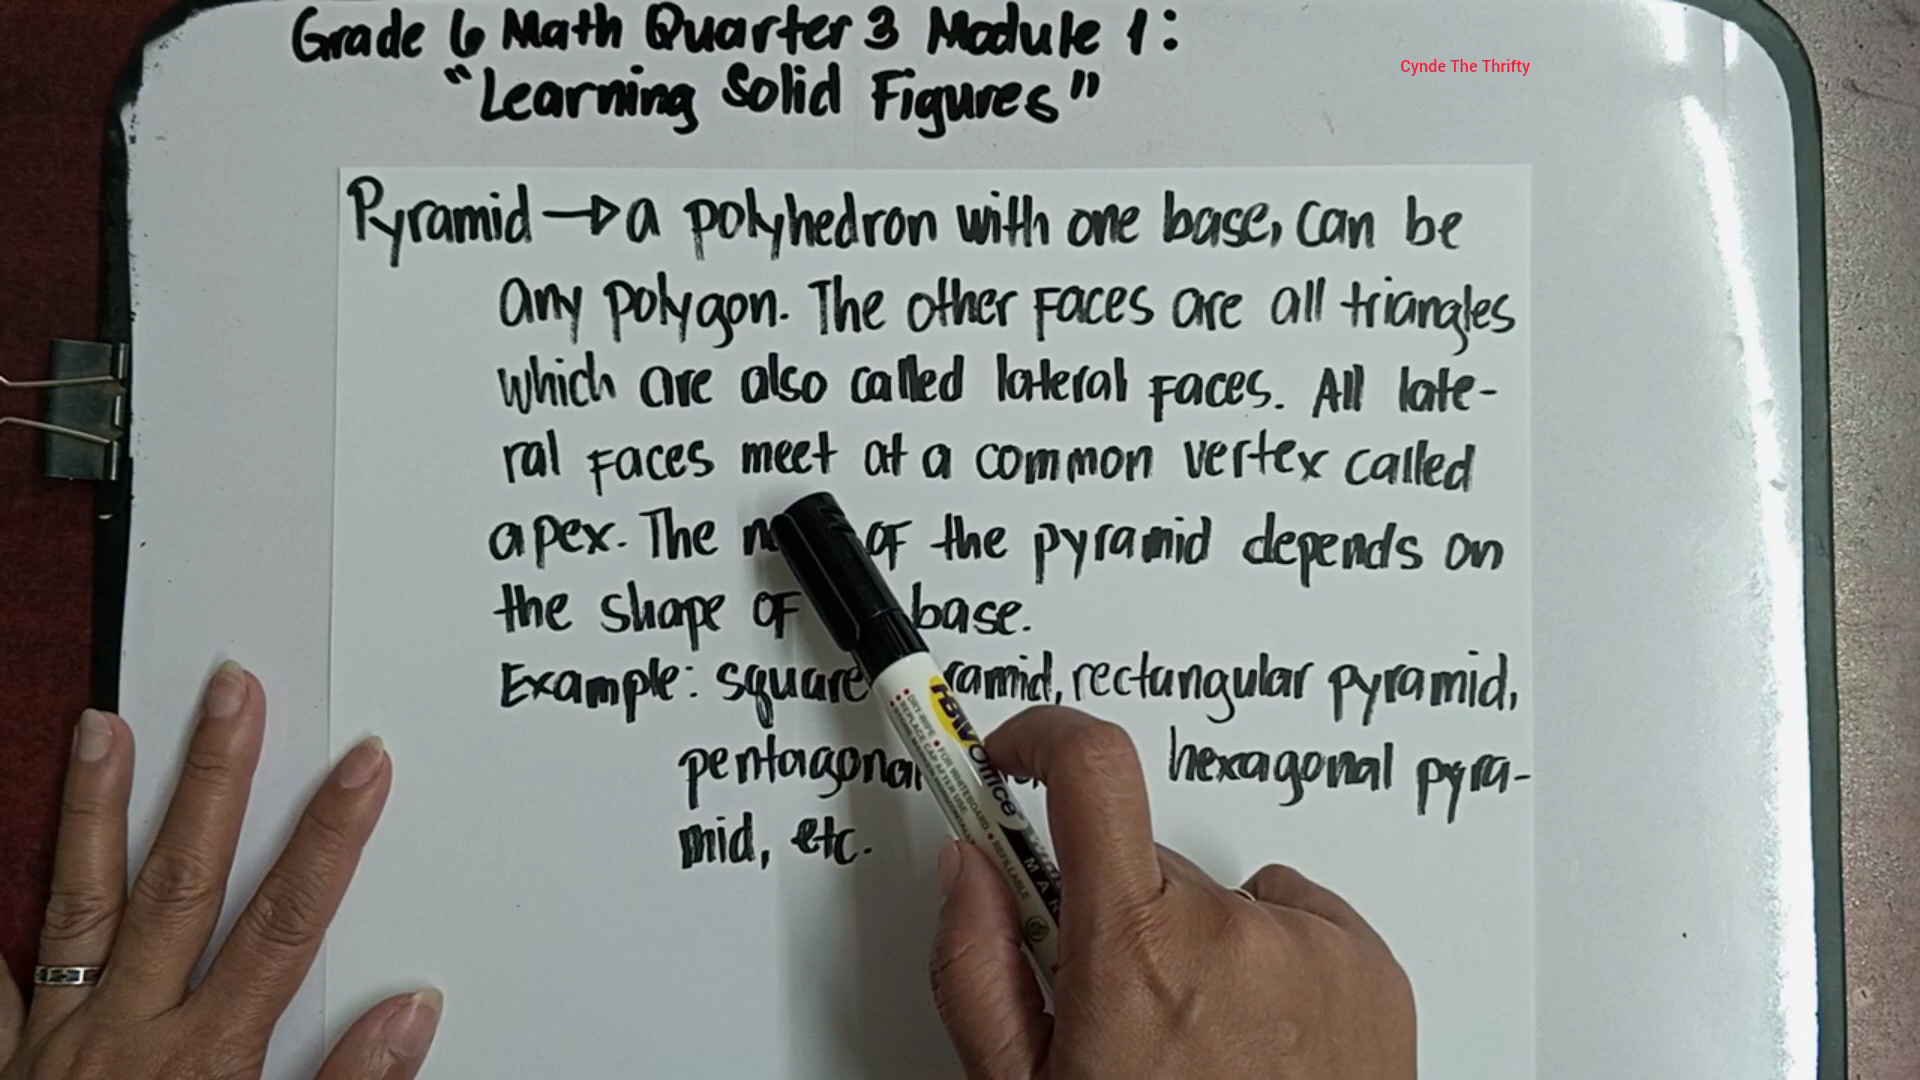 Grade 6 Math Quarter 3 Module 1:
"Learning Solid Figures"
Cynde The Thrifty
Pyramid → a polyhedron with one base, can be
any polygon. The other faces are all triangles
which are also called lateral faces. All late-
ral faces meet at a common vertex called
apex. The of the pyramid depends on
the shape of base.
Example: square rectangular pyramid,
pentagonal hexagonal pyra-
mid, etc.
HBW Office